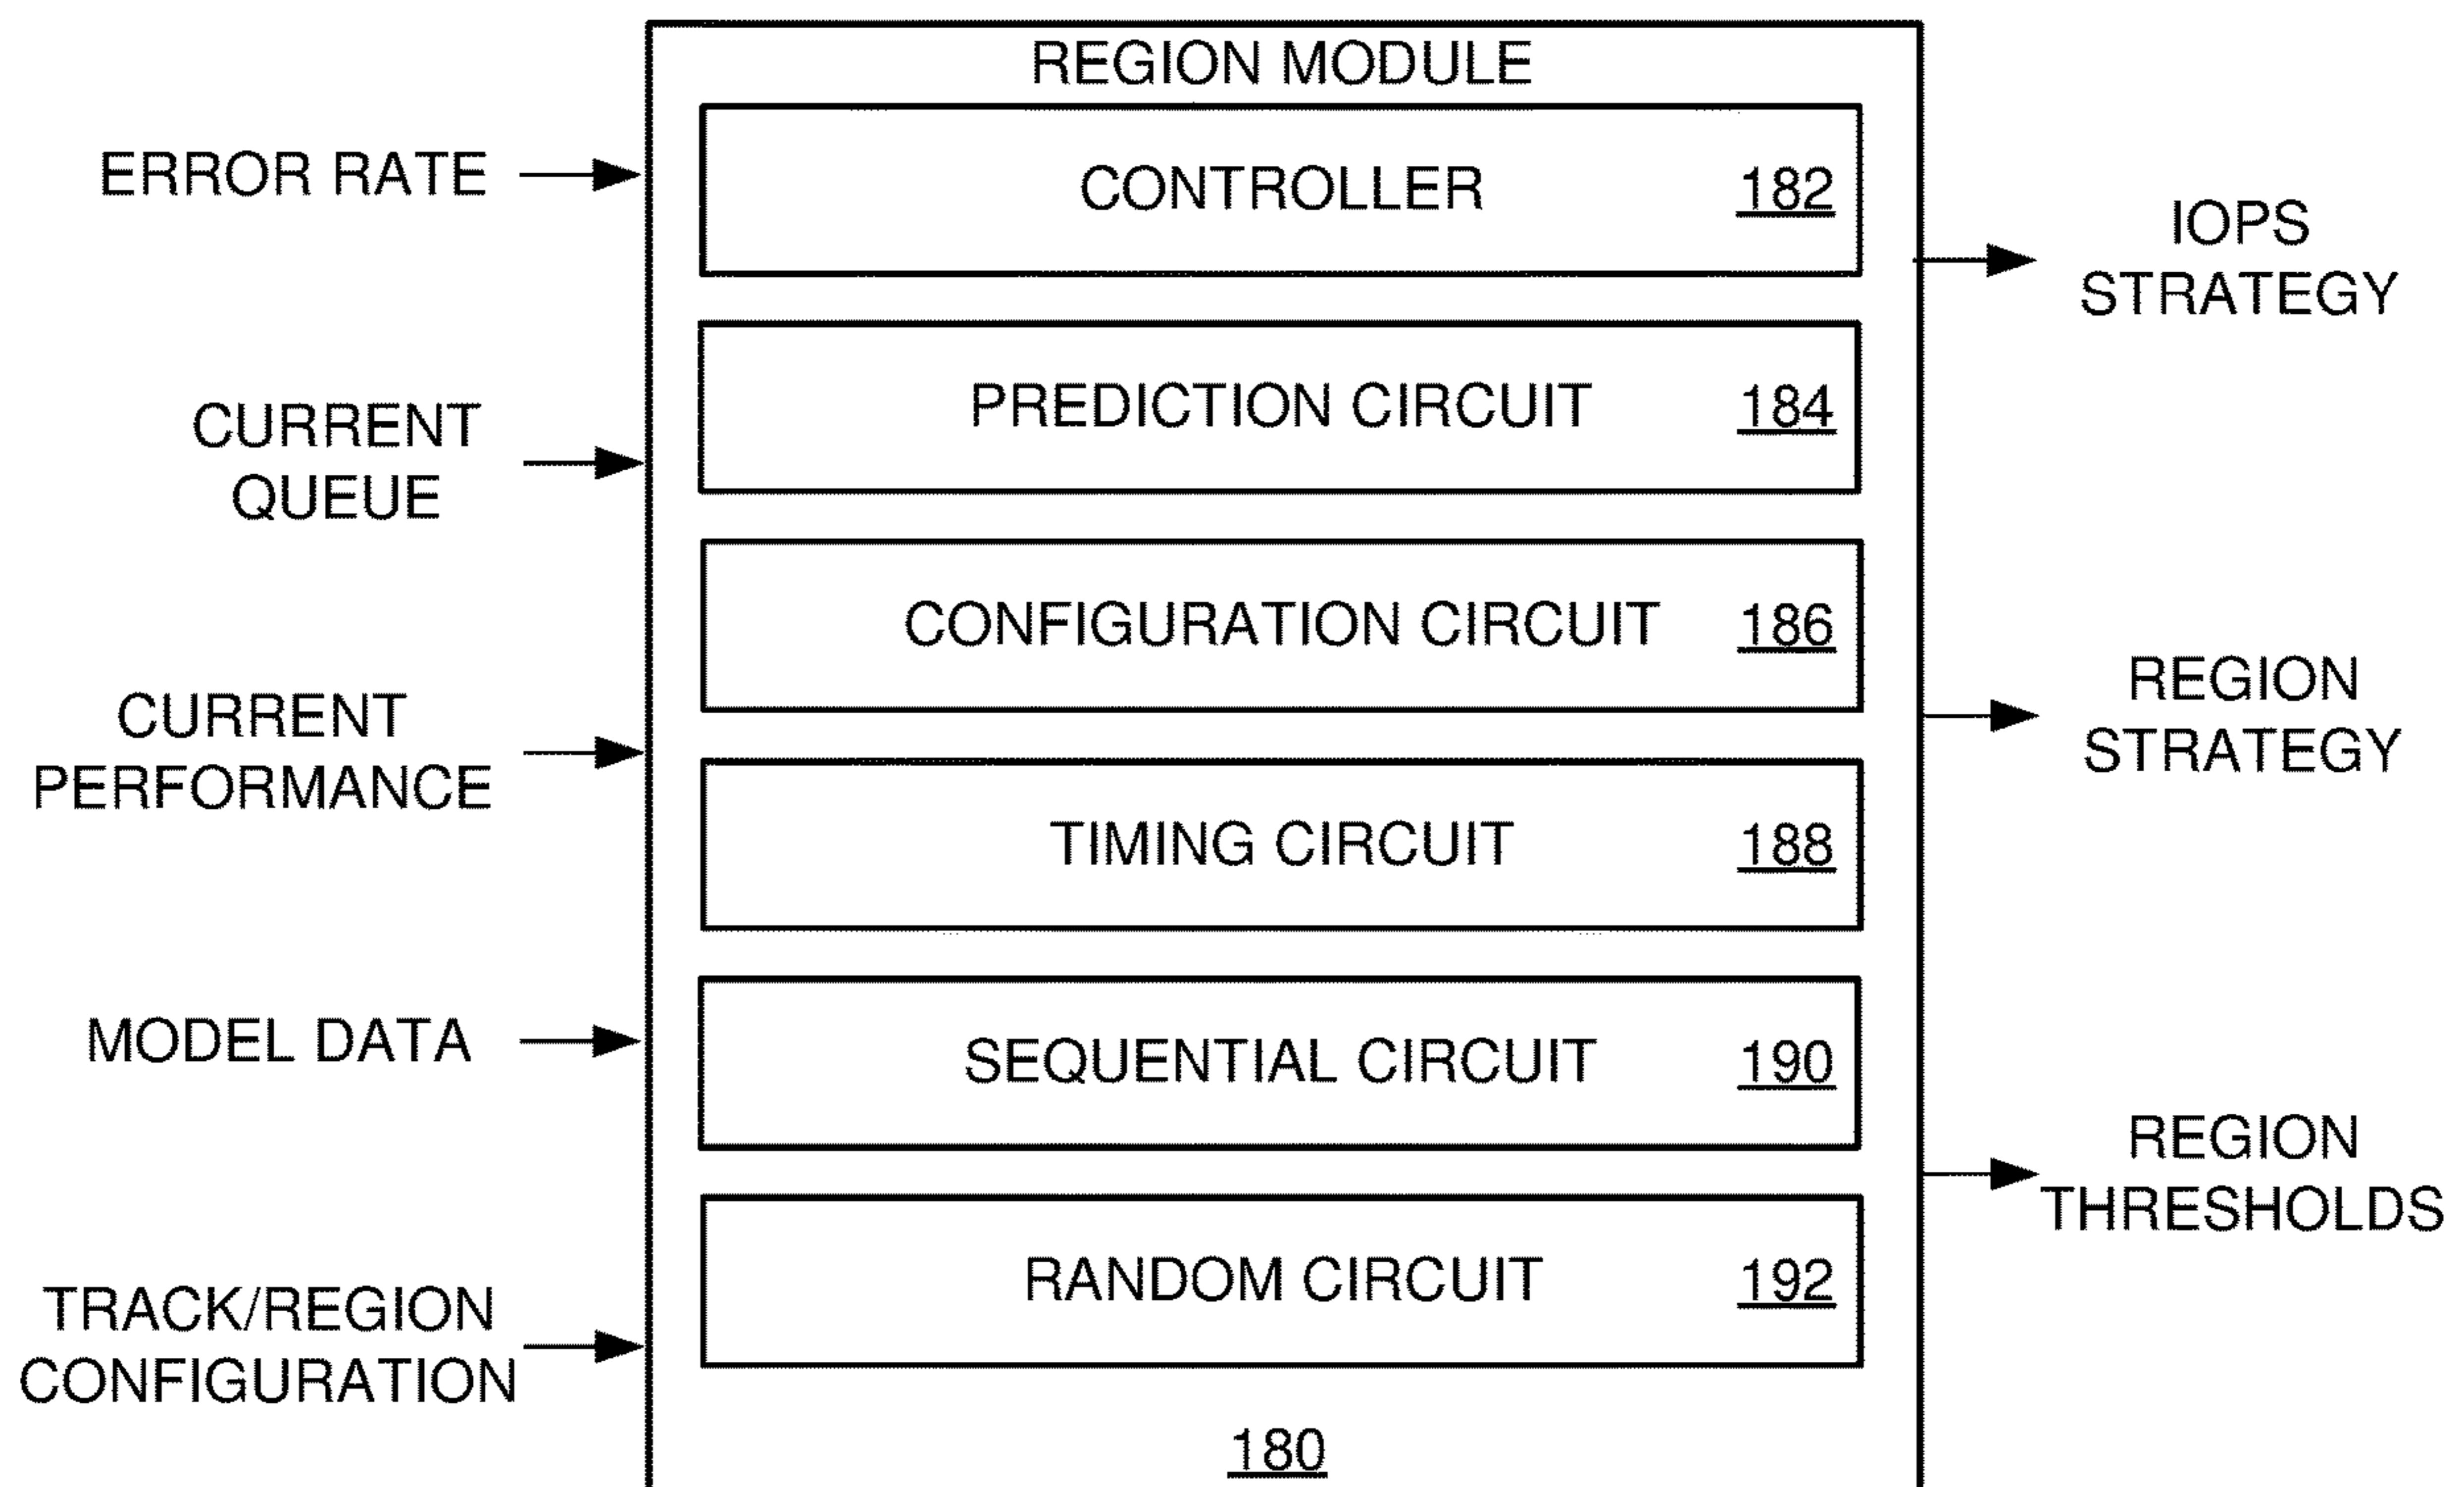 REGION MODULE
ERROR RATE
CURRENT
QUEUE
CURRENT
PERFORMANCE
MODEL DATA
TRACK/REGION
CONFIGURATION
CONTROLLER 182
PREDICTION CIRCUIT 184
CONFIGURATION CIRCUIT 186
TIMING CIRCUIT 188
SEQUENTIAL CIRCUIT 190
RANDOM CIRCUIT 192
180
IOPS
STRATEGY
REGION
STRATEGY
REGION
THRESHOLDS